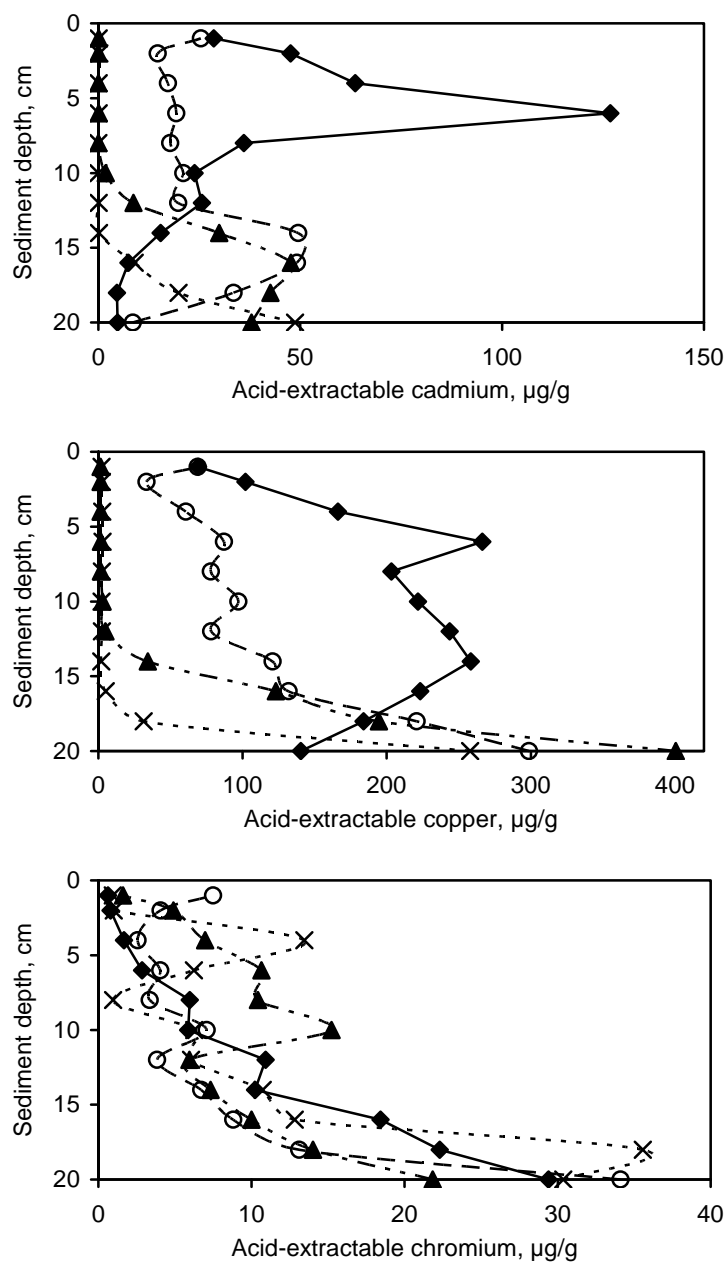 0
5
10
15
20
Sediment depth, cm
0 50 100 150
Acid-extractable cadmium, µg/g
0
5
10
15
20
Sediment depth, cm
0 100 200 300 400
Acid-extractable copper, µg/g
0
5
10
15
20
Sediment depth, cm
0 10 20 30 40
Acid-extractable chromium, µg/g